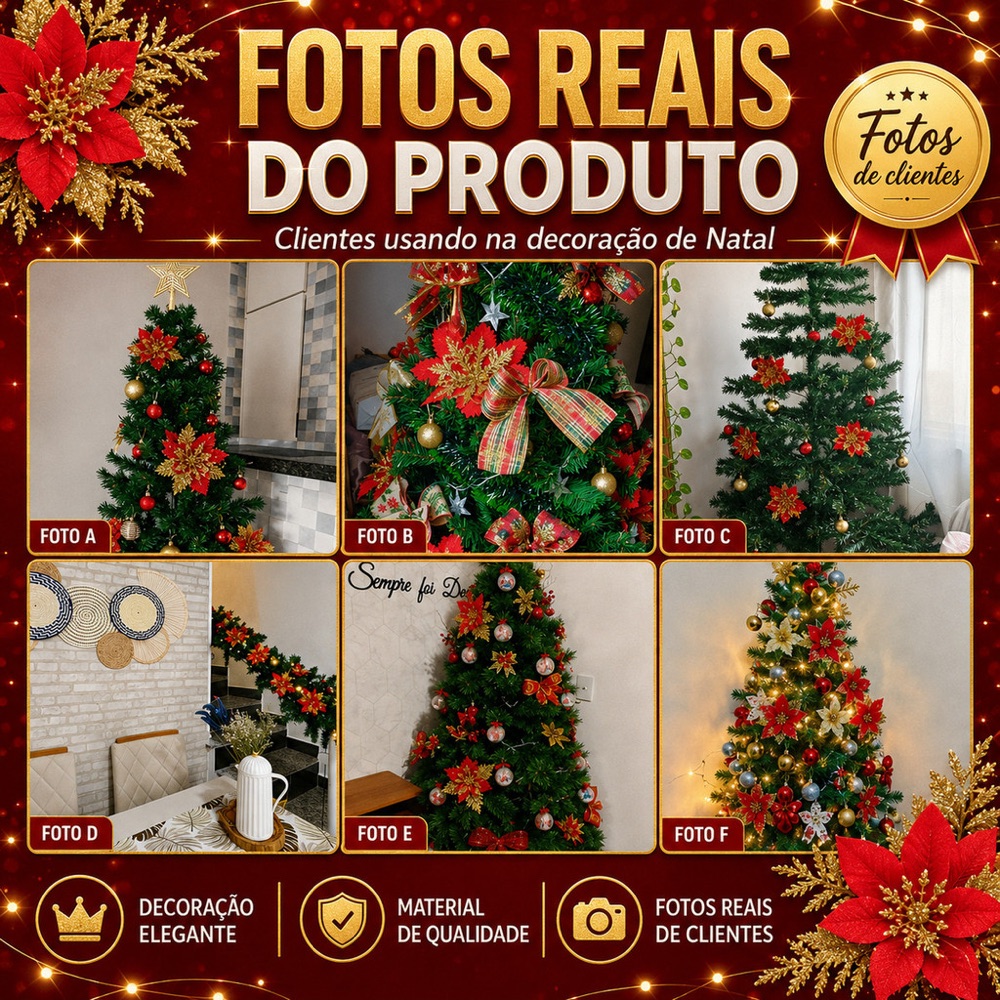 FOTOS REAIS
DO PRODUTO
Clientes usando na decoração de Natal
Fotos
de clientes
FOTO A
FOTO B
FOTO C
Sempre foi De
FOTO D
FOTO E
FOTO F
DECORAÇÃO
ELEGANTE
MATERIAL
DE QUALIDADE
FOTOS REAIS
DE CLIENTES